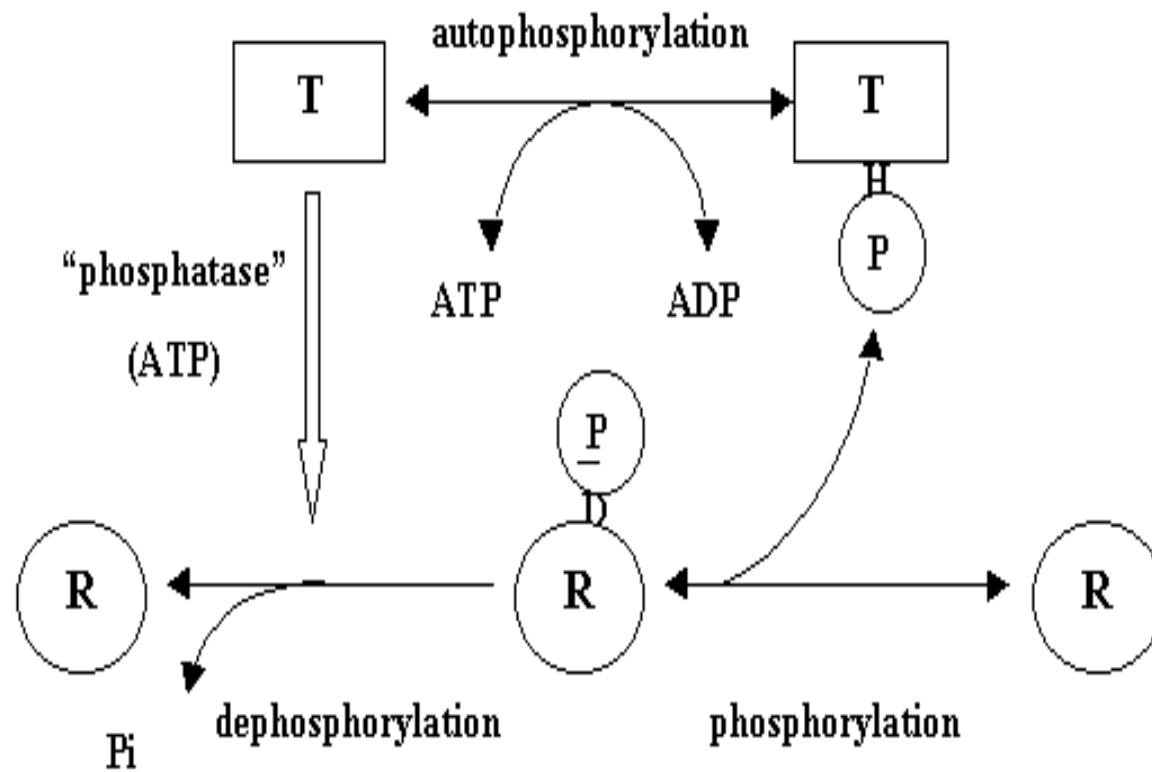 autophosphorylation
T
T
H
P
“phosphatase”
(ATP)
ATP
ADP
P
D
R
R
R
dephosphorylation
phosphorylation
Pi